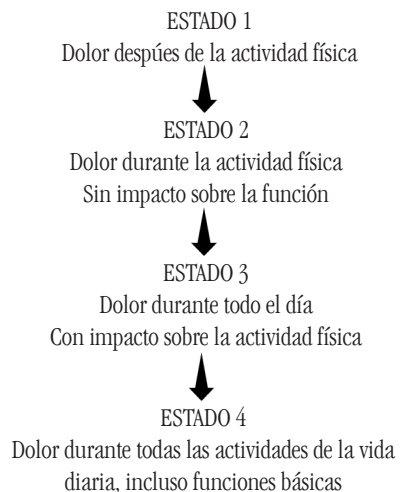 ESTADO 1
Dolor despúes de la actividad física
ESTADO 2
Dolor durante la actividad física
Sin impacto sobre la función
ESTADO 3
Dolor durante todo el día
Con impacto sobre la actividad física
ESTADO 4
Dolor durante todas las actividades de la vida
diaria, incluso funciones básicas